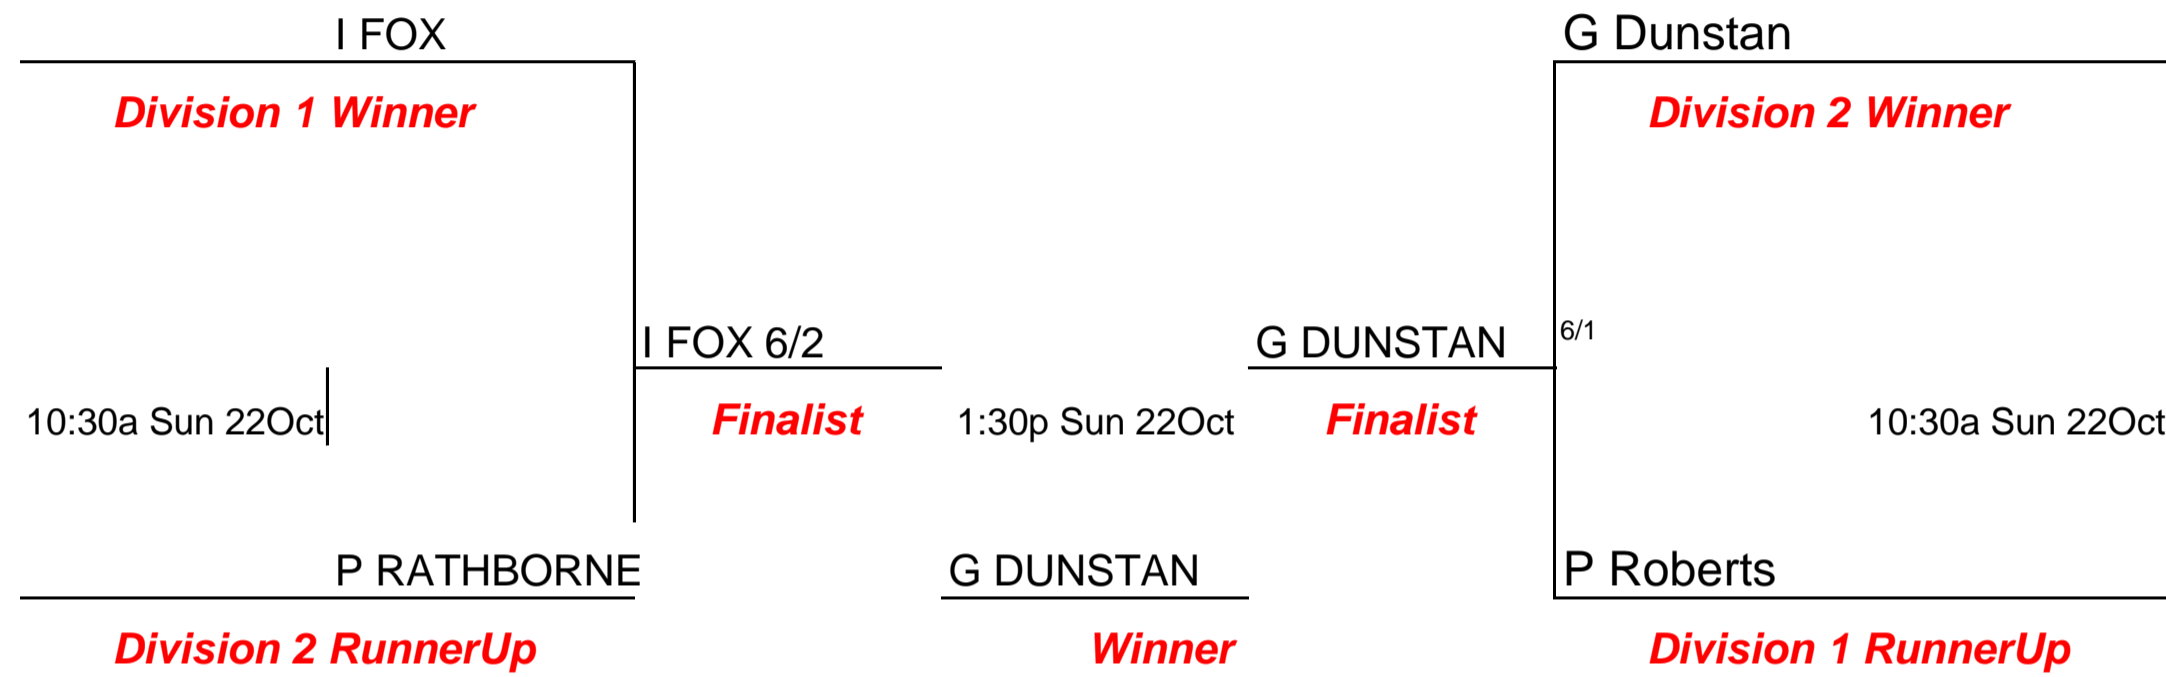 I FOX
G Dunstan
Division 1 Winner
Division 2 Winner
I FOX 6/2
G DUNSTAN
6/1
10:30a Sun 22Oct
Finalist
1:30p Sun 22Oct
Finalist
10:30a Sun 22Oct
P RATHBORNE
G DUNSTAN
P Roberts
Division 2 RunnerUp
Winner
Division 1 RunnerUp